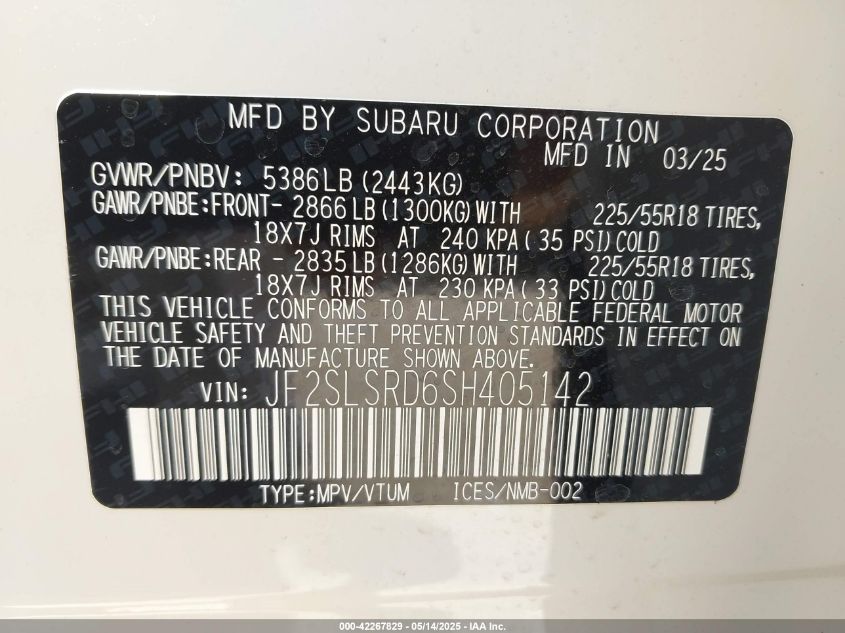 MFD BY SUBARU CORPORATION
MFD IN 03/25
GVWR/PNBV: 5386LB (2443KG)
GAWR/PNBE:FRONT- 2866LB (1300KG) WITH 225/55R18 TIRES,
18X7J RIMS AT 240 KPA (35 PSI) COLD
GAWR/PNBE:REAR - 2835LB (1286KG) WITH 225/55R18 TIRES,
18X7J RIMS AT 230 KPA (33 PSI) COLD
THIS VEHICLE CONFORMS TO ALL APPLICABLE FEDERAL MOTOR
VEHICLE SAFETY AND THEFT PREVENTION STANDARDS IN EFFECT ON
THE DATE OF MANUFACTURE SHOWN ABOVE.
VIN: JF2SLSRD6SH405142
TYPE:MPV/VTUM ICES/NMB-002
000-42267829 - 05/14/2025 - IAA Inc.